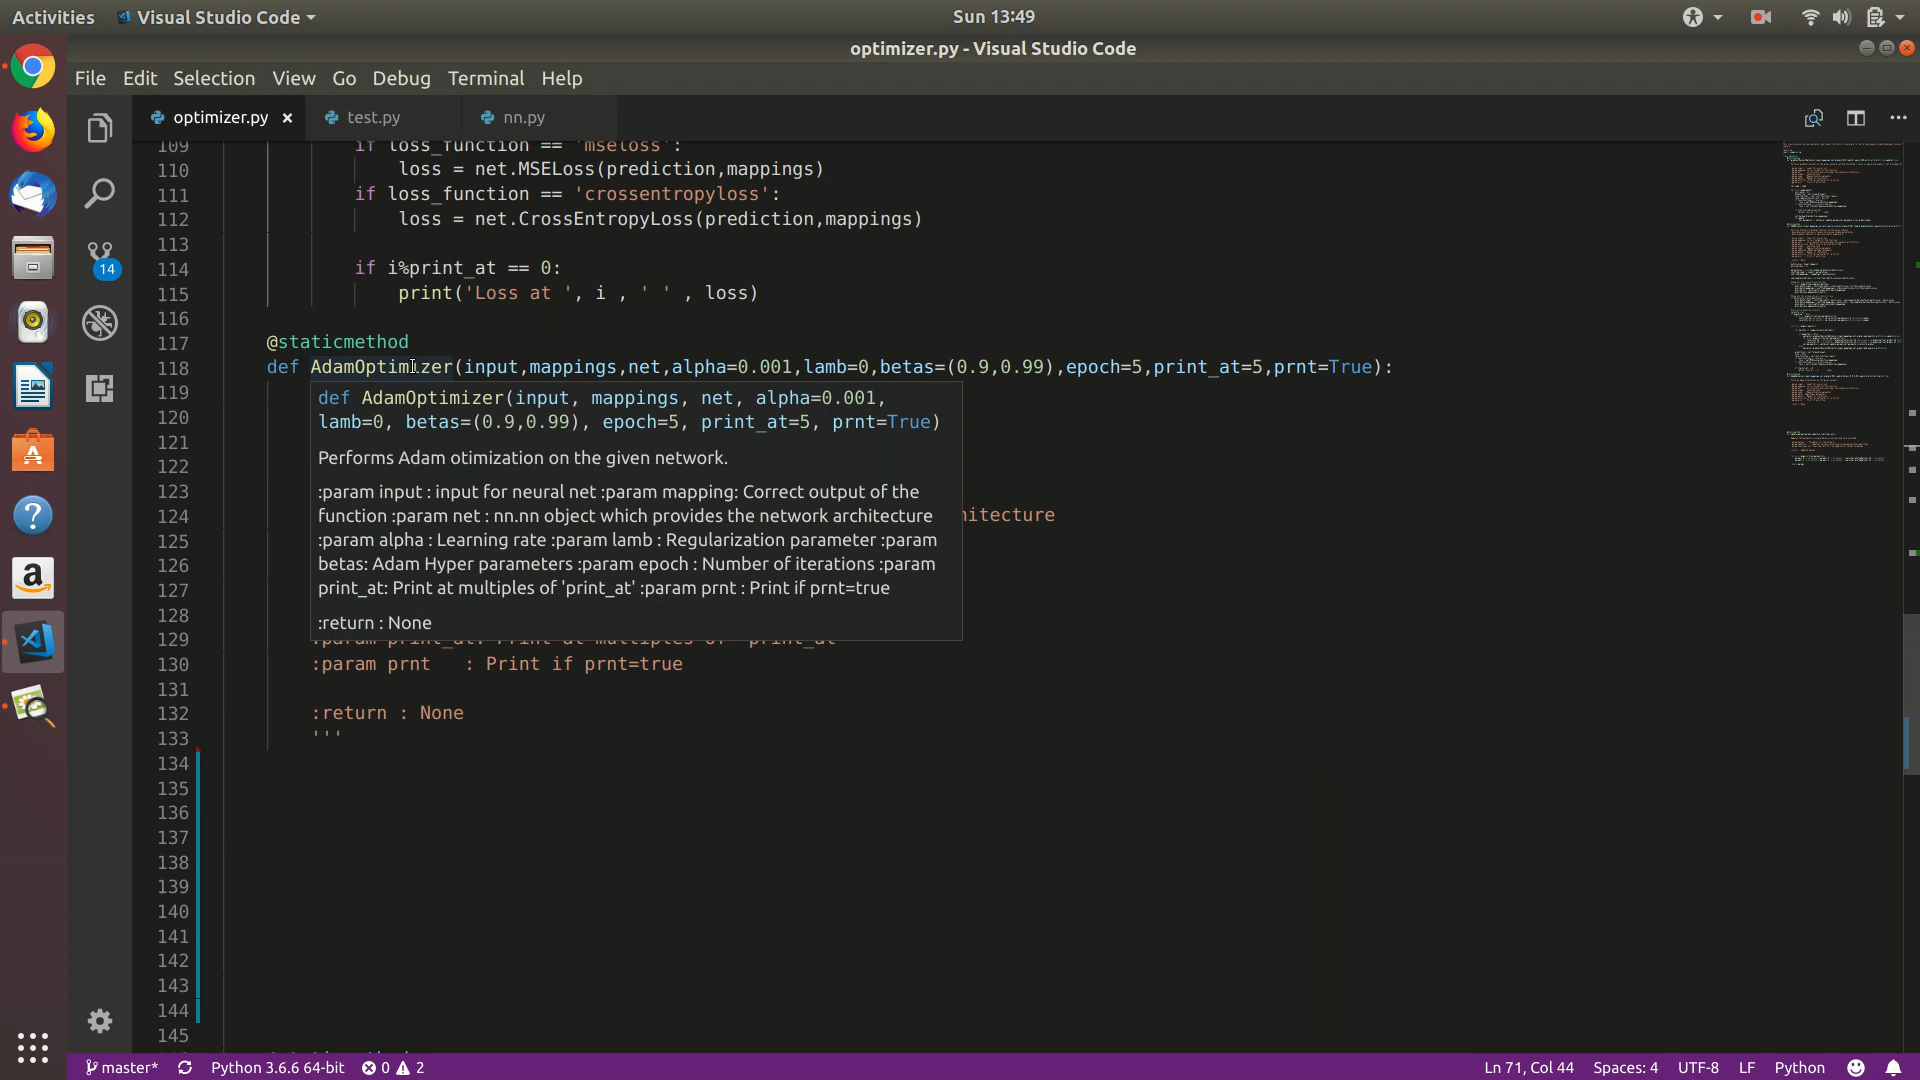 Activities
Visual Studio Code
Sun 13:49
optimizer.py - Visual Studio Code
File Edit Selection View Go Debug Terminal Help
optimizer.py
test.py
nn.py
14
109 if loss_function == 'mseloss':
110 loss = net.MSELoss(prediction,mappings)
111 if loss_function == 'crossentropyloss':
112 loss = net.CrossEntropyLoss(prediction,mappings)
113
114 if i%print_at == 0:
115 print('Loss at ', i , ' ' , loss)
116
117 @staticmethod
118 def AdamOptimizer(input,mappings,net,alpha=0.001,lamb=0,betas=(0.9,0.99),epoch=5,print_at=5,prnt=True):
def AdamOptimizer(input, mappings, net, alpha=0.001,
lamb=0, betas=(0.9,0.99), epoch=5, print_at=5, prnt=True)
Performs Adam otimization on the given network.
:param input : input for neural net :param mapping: Correct output of the
function :param net : nn.nn object which provides the network architecture
:param alpha : Learning rate :param lamb : Regularization parameter :param
betas: Adam Hyper parameters :param epoch : Number of iterations :param
print_at: Print at multiples of 'print_at' :param prnt : Print if prnt=true
:return : None
119
120
121
122
123
124 hitecture
125
126
127
128
129 :param print_at: Print at multiples of 'print_at'
130 :param prnt : Print if prnt=true
131
132 :return : None
133 '''
134
135
136
137
138
139
140
141
142
143
144
145
master* Python 3.6.6 64-bit 0 2 Ln 71, Col 44 Spaces: 4 UTF-8 LF Python